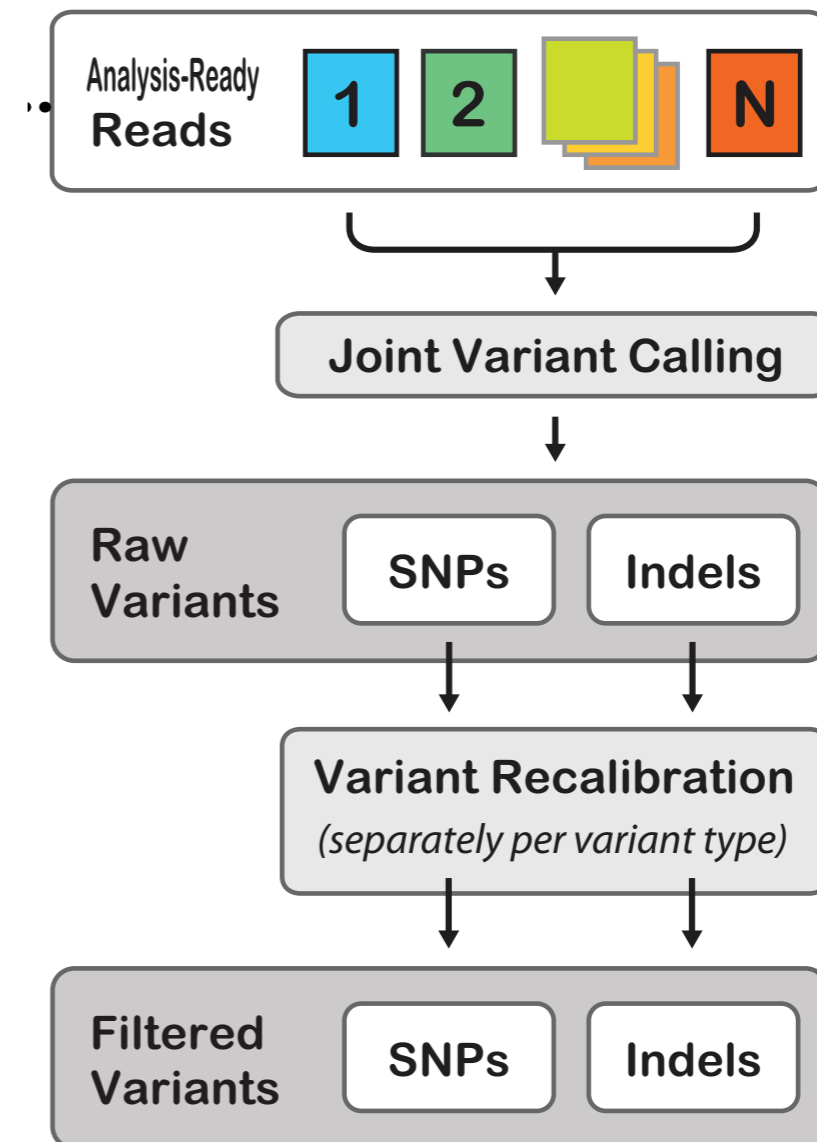 Analysis-Ready
Reads
1 2 N
Joint Variant Calling
Raw
Variants
SNPs Indels
Variant Recalibration
(separately per variant type)
Filtered
Variants
SNPs Indels